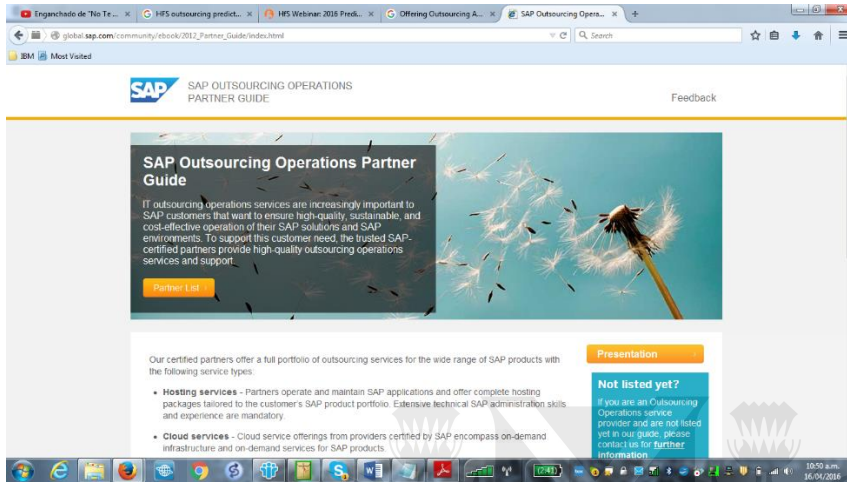 Enganchado de "No Te ...
HFS outsourcing predict...
HfS Webinar: 2016 Predi...
Offering Outsourcing A...
SAP Outsourcing Opera...
global.sap.com/community/ebook/2012_Partner_Guide/index.html
Search
IBM
Most Visited
SAP
SAP OUTSOURCING OPERATIONS
PARTNER GUIDE
Feedback
SAP Outsourcing Operations Partner
Guide
IT outsourcing operations services are increasingly important to
SAP customers that want to ensure high-quality, sustainable, and
cost-effective operation of their SAP solutions and SAP
environments. To support this customer need, the trusted SAP-
certified partners provide high-quality outsourcing operations
services and support.
Partner List
Our certified partners offer a full portfolio of outsourcing services for the wide range of SAP products with
the following service types:
• Hosting services - Partners operate and maintain SAP applications and offer complete hosting
packages tailored to the customer's SAP product portfolio. Extensive technical SAP administration skills
and experience are mandatory.
• Cloud services - Cloud service offerings from providers certified by SAP encompass on-demand
infrastructure and on-demand services for SAP products.
Presentation
Not listed yet?
If you are an Outsourcing
Operations service
provider and are not listed
yet in our guide, please
contact us for further
information
(2:41)
10:50 a.m.
16/04/2016